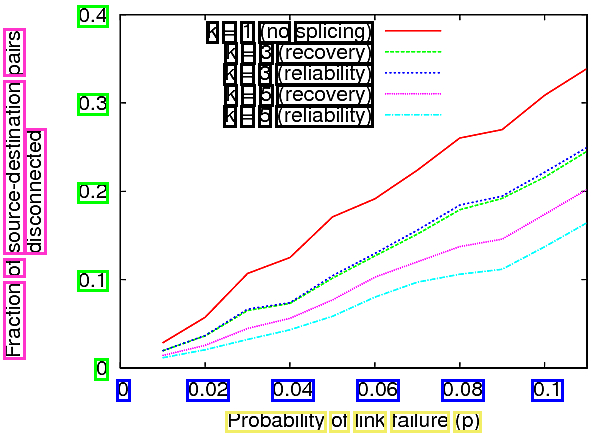 0.4
0.3
0.2
0.1
0
Fraction of source-destination pairs
disconnected
k = 1 (no splicing)
k = 3 (recovery)
k = 3 (reliability)
k = 5 (recovery)
k = 5 (reliability)
0 0.02 0.04 0.06 0.08 0.1
Probability of link failure (p)